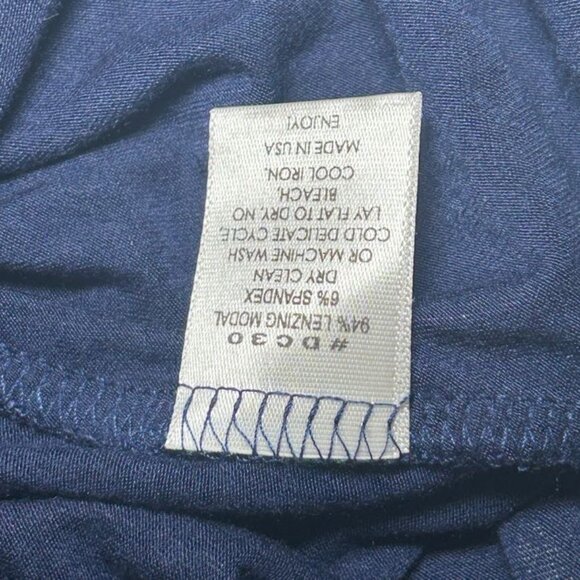 #DC30
94% LENZING MODAL
6% SPANDEX
DRY CLEAN
OR MACHINE WASH
COLD DELICATE CYCLE.
LAY FLAT TO DRY. NO
BLEACH.
COOL IRON.
MADE IN USA
ENJOY!